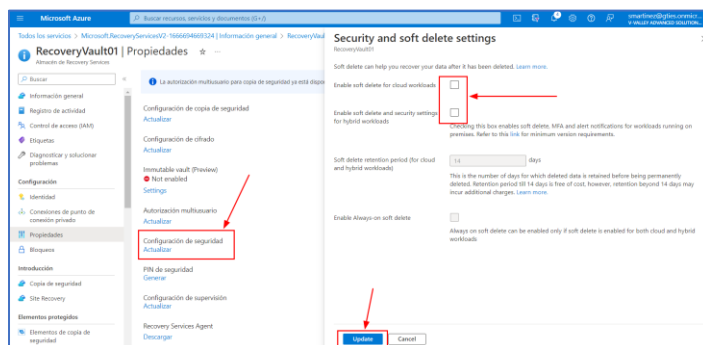 Microsoft Azure
Buscar recursos, servicios y documentos (G+/)
smartinez@gties.onmicr...
V-VALLEY ADVANCED SOLUTION...
Todos los servicios > Microsoft.RecoveryServicesV2-1666694669324 | Información general > RecoveryVault
RecoveryVault01 | Propiedades
Almacén de Recovery Services
Buscar
Información general
Registro de actividad
Control de acceso (IAM)
Etiquetas
Diagnosticar y solucionar
problemas
Configuración
Identidad
Conexiones de punto de
conexión privado
Propiedades
Bloqueos
Introducción
Copia de seguridad
Site Recovery
Elementos protegidos
Elementos de copia de
seguridad
La autorización multiusuario para copia de seguridad ya está dispo
Configuración de copia de seguridad
Actualizar
Configuración de cifrado
Actualizar
Immutable vault (Preview)
Not enabled
Settings
Autorización multiusuario
Actualizar
Configuración de seguridad
Actualizar
PIN de seguridad
Generar
Configuración de supervisión
Actualizar
Recovery Services Agent
Descargar
Security and soft delete settings
RecoveryVault01
Soft delete can help you recover your data after it has been deleted. Learn more.
Enable soft delete for cloud workloads
Enable soft delete and security settings
for hybrid workloads
Checking this box enables soft delete, MFA and alert notifications for workloads running on
premises. Refer to this link for minimum version requirements.
Soft delete retention period (for cloud
and hybrid workloads)
14 days
This is the number of days for which deleted data is retained before being permanently
deleted. Retention period till 14 days is free of cost, however, retention beyond 14 days may
incur additional charges. Learn more.
Enable Always-on soft delete
Always on soft delete can be enabled only if soft delete is enabled for both cloud and hybrid
workloads
Update
Cancel